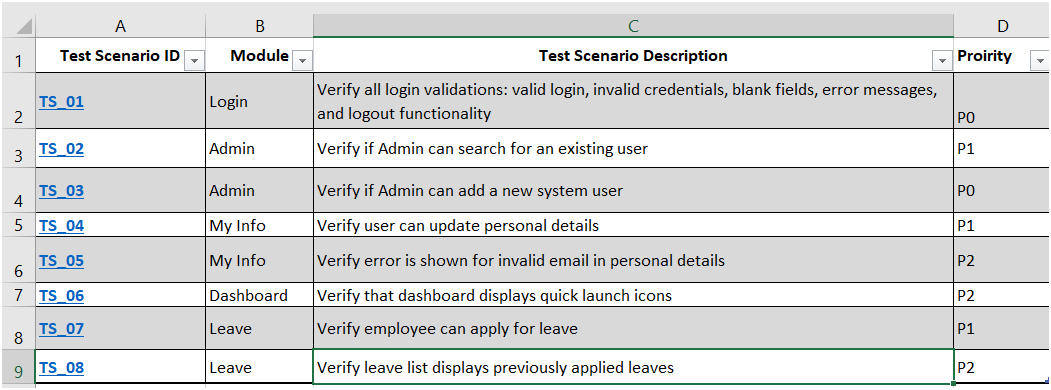 A B C D
1 Test Scenario ID Module Test Scenario Description Proirity
2 TS_01 Login Verify all login validations: valid login, invalid credentials, blank fields, error messages,
and logout functionality P0
3 TS_02 Admin Verify if Admin can search for an existing user P1
4 TS_03 Admin Verify if Admin can add a new system user P0
5 TS_04 My Info Verify user can update personal details P1
6 TS_05 My Info Verify error is shown for invalid email in personal details P2
7 TS_06 Dashboard Verify that dashboard displays quick launch icons P2
8 TS_07 Leave Verify employee can apply for leave P1
9 TS_08 Leave Verify leave list displays previously applied leaves P2